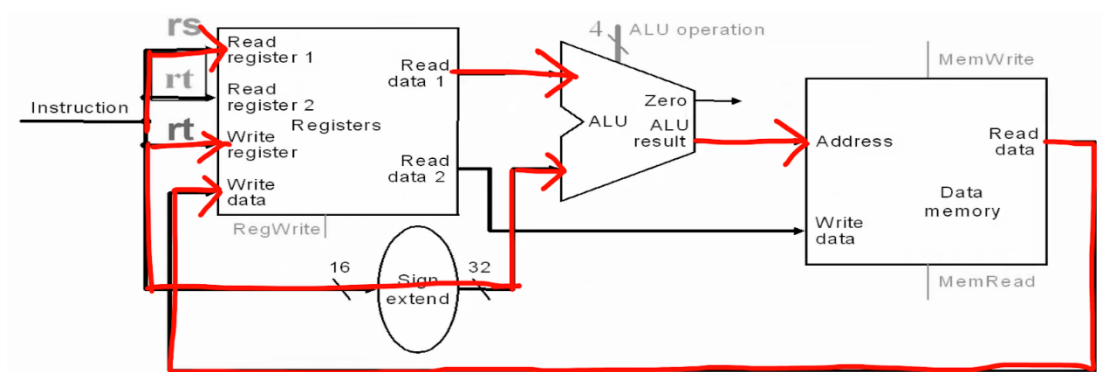 rs
Read
register 1
rt
Read
register 2
Instruction
Registers
rt
Write
register
Write
data
RegWrite
Read
data 1
Read
data 2
16
Sign
extend
32
4
ALU operation
Zero
ALU
ALU
result
MemWrite
Address
Read
data
Data
memory
Write
data
MemRead